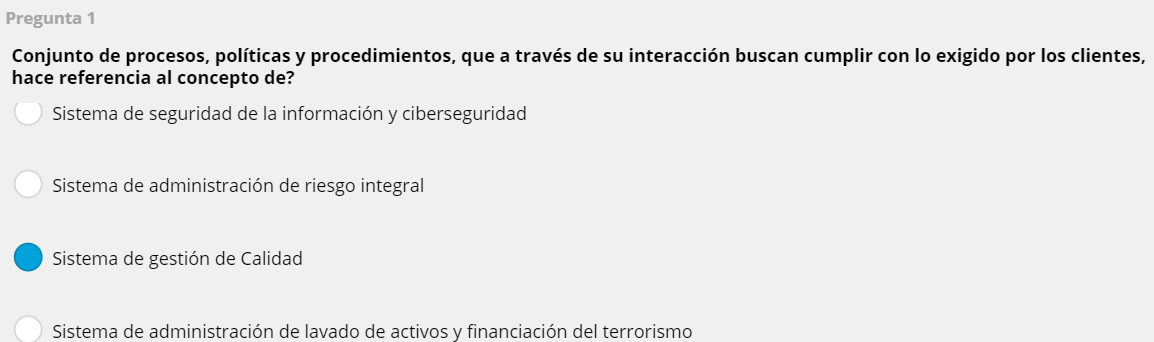 Pregunta 1
Conjunto de procesos, políticas y procedimientos, que a través de su interacción buscan cumplir con lo exigido por los clientes,
hace referencia al concepto de?
Sistema de seguridad de la información y ciberseguridad
Sistema de administración de riesgo integral
Sistema de gestión de Calidad
Sistema de administración de lavado de activos y financiación del terrorismo